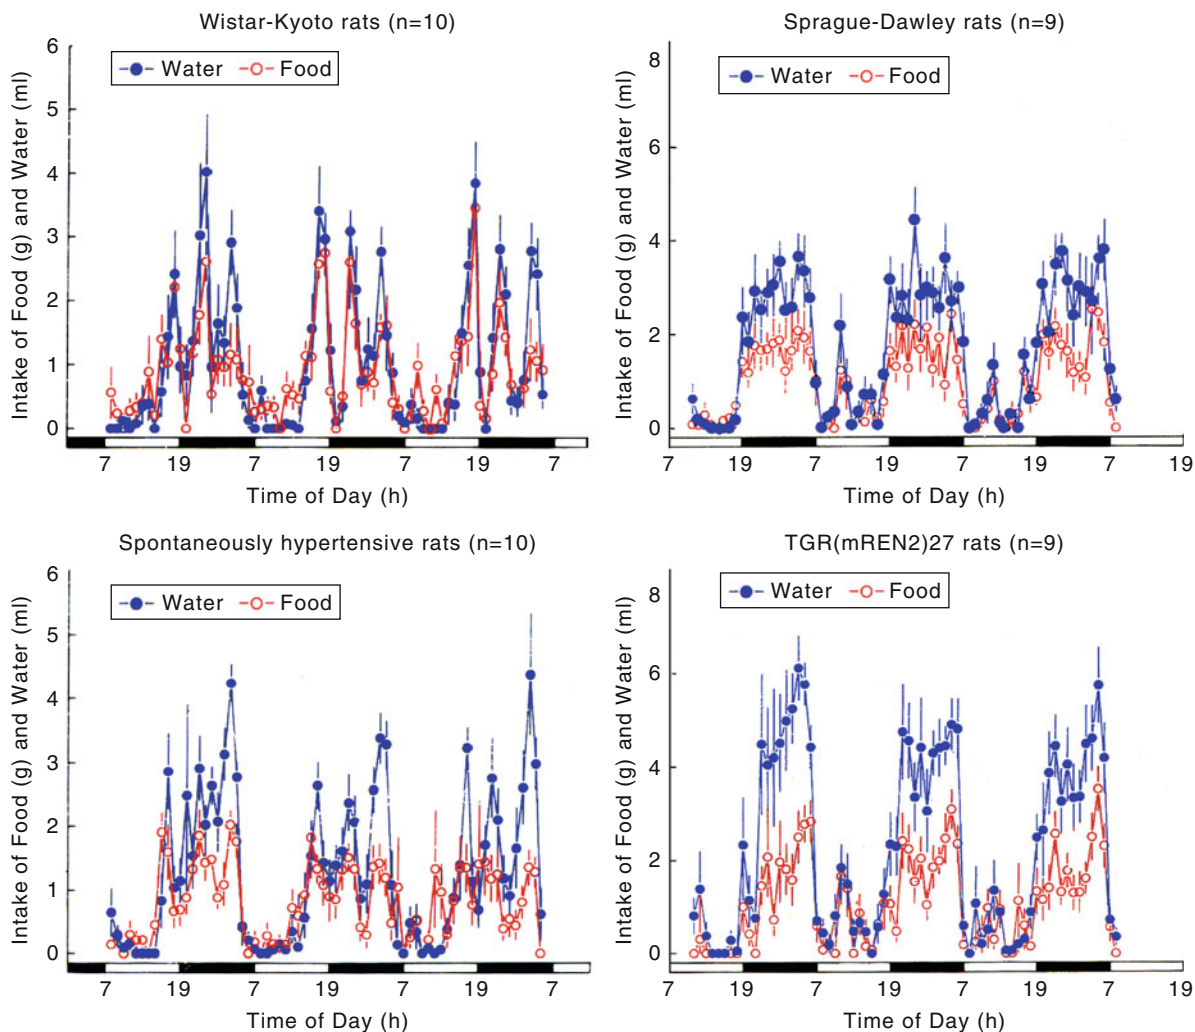 Wistar-Kyoto rats (n=10)
Intake of Food (g) and Water (ml)
6
5
4
3
2
1
0
Water Food
7 19 7 19 7 19 7
Time of Day (h)
Sprague-Dawley rats (n=9)
Intake of Food (g) and Water (ml)
8
6
4
2
0
Water Food
7 19 7 19 7 19 7 19
Time of Day (h)
Spontaneously hypertensive rats (n=10)
Intake of Food (g) and Water (ml)
6
5
4
3
2
1
0
Water Food
7 19 7 19 7 19 7
Time of Day (h)
TGR(mREN2)27 rats (n=9)
Intake of Food (g) and Water (ml)
8
6
4
2
0
Water Food
7 19 7 19 7 19 7 19
Time of Day (h)